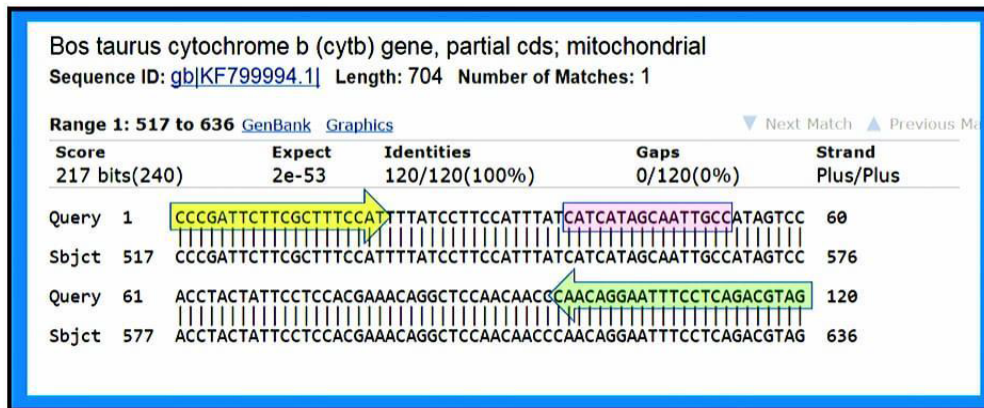 Bos taurus cytochrome b (cytb) gene, partial cds; mitochondrial
Sequence ID: gb|KF799994.1| Length: 704 Number of Matches: 1
Range 1: 517 to 636 GenBank Graphics ▼ Next Match ▲ Previous Ma
Score Expect Identities Gaps Strand
217 bits(240) 2e-53 120/120(100%) 0/120(0%) Plus/Plus
Query 1 CCCGATTCTTCGCTTTCCATTTTATCCTTCCATTTATCATCATAGCAATTGCCATAGTCC 60
Sbjct 517 CCCGATTCTTCGCTTTCCATTTTATCCTTCCATTTATCATCATAGCAATTGCCATAGTCC 576
Query 61 ACCTACTATTCCTCCACGAAACAGGCTCCAACAACCCAACAGGAATTTCCTCAGACGTAG 120
Sbjct 577 ACCTACTATTCCTCCACGAAACAGGCTCCAACAACCCAACAGGAATTTCCTCAGACGTAG 636